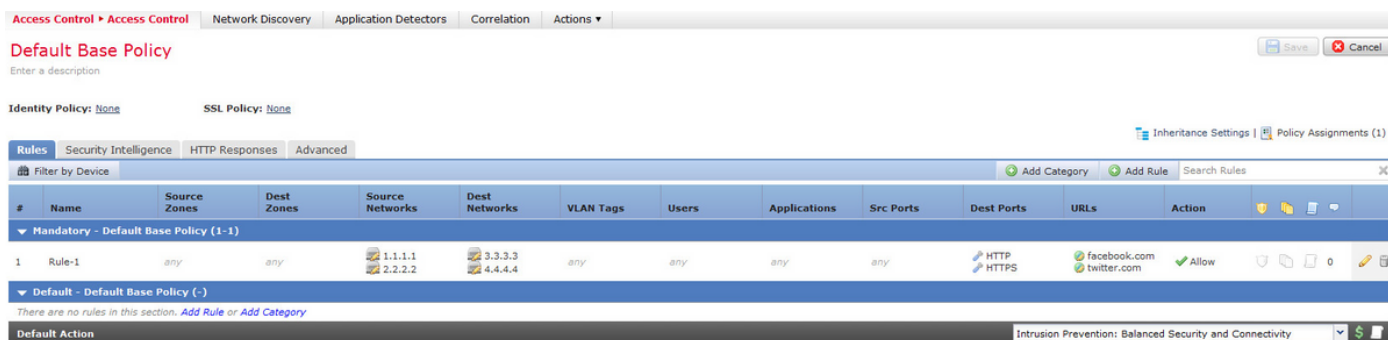 Access Control ▸ Access Control Network Discovery Application Detectors Correlation Actions ▼
Default Base Policy
Save Cancel
Enter a description
Identity Policy: None SSL Policy: None
Inheritance Settings | Policy Assignments (1)
Rules Security Intelligence HTTP Responses Advanced
Filter by Device Add Category Add Rule Search Rules
# Name Source Zones Dest Zones Source Networks Dest Networks VLAN Tags Users Applications Src Ports Dest Ports URLs Action
Mandatory - Default Base Policy (1-1)
1 Rule-1 any any 1.1.1.1 3.3.3.3 any any any any HTTP facebook.com Allow 0
2.2.2.2 4.4.4.4 HTTPS twitter.com
Default - Default Base Policy (-)
There are no rules in this section. Add Rule or Add Category
Default Action Intrusion Prevention: Balanced Security and Connectivity $